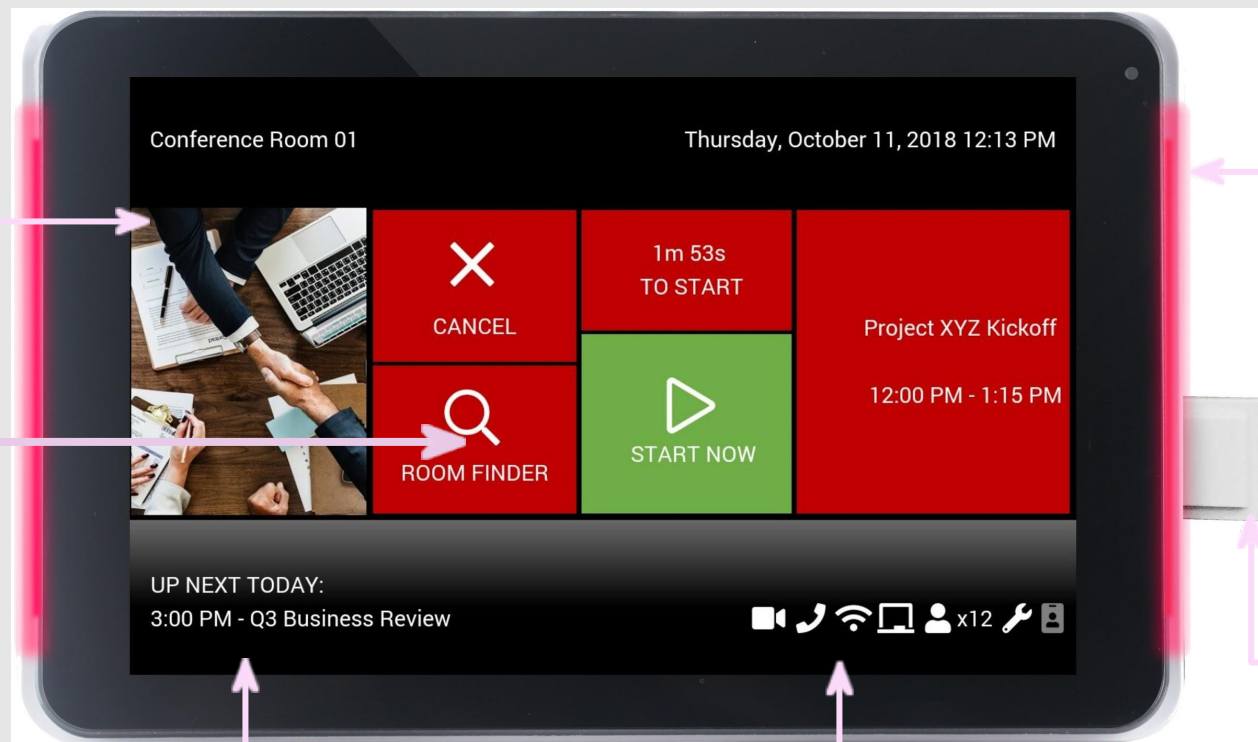 Conference Room 01
Thursday, October 11, 2018 12:13 PM
CANCEL
1m 53s
TO START
Project XYZ Kickoff
12:00 PM - 1:15 PM
ROOM FINDER
START NOW
UP NEXT TODAY:
3:00 PM - Q3 Business Review
x12